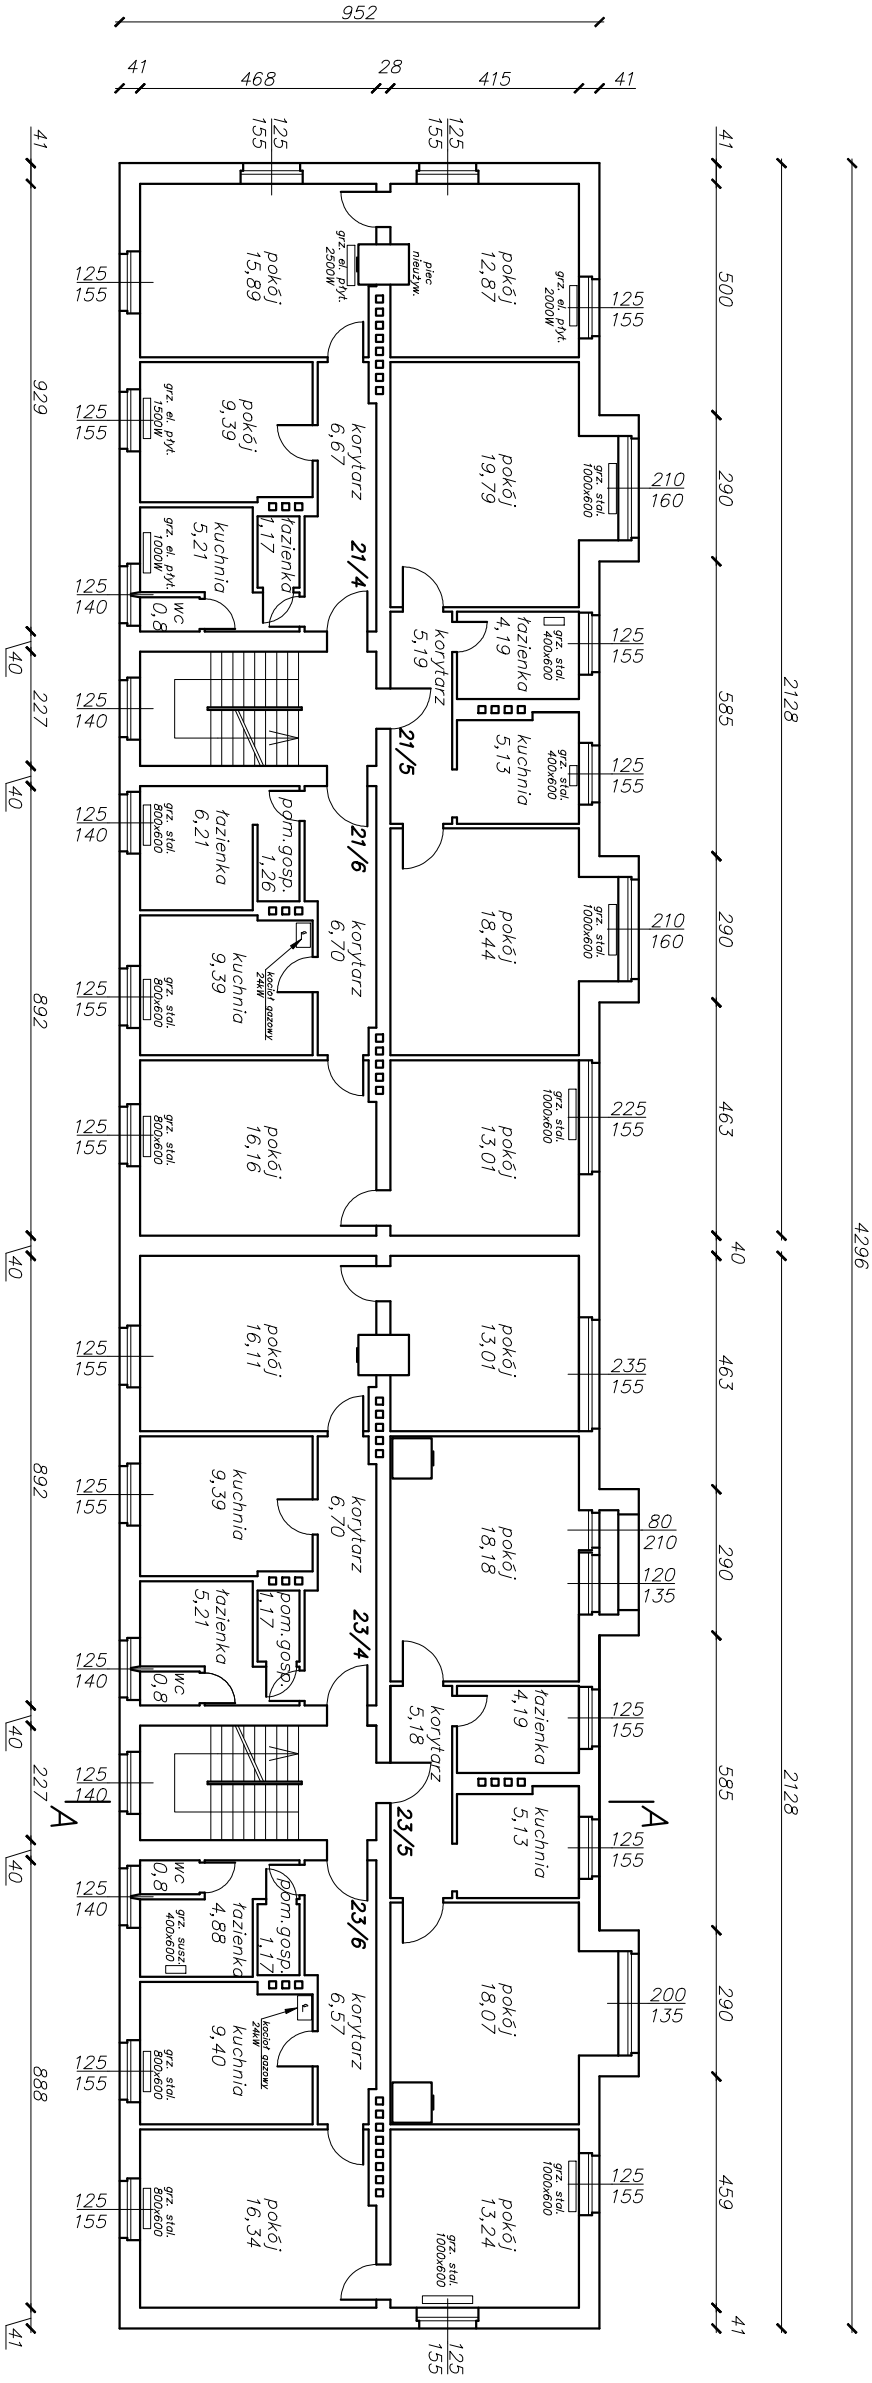 952
41
468
28
415
41
125
155
125
155
41
929
40
227
40
892
40
892
40
227
40
888
41
41
500
290
585
290
463
40
463
290
585
290
459
41
2128
2128
4296
pokój
15,89
grz. el. płyt.
2500W
piec
nieużyw.
pokój
12,87
grz. el. płyt.
2000W
125
155
125
155
pokój
9,39
grz. el. płyt.
1500W
125
155
korytarz
6,67
pokój
19,79
grz. stal.
1000x600
210
160
kuchnia
5,21
grz. el. płyt.
1000W
łazienka
1,17
wc
0,8
125
140
21/4
korytarz
5,19
łazienka
4,19
grz. stal.
400x600
125
155
125
140
21/5
kuchnia
5,13
grz. stal.
400x600
125
155
21/6
pom.gosp.
1,26
łazienka
6,21
grz. stal.
800x600
125
140
korytarz
6,70
pokój
18,44
grz. stal.
1000x600
210
160
kuchnia
9,39
kocioł gazowy
24kW
grz. stal.
800x600
125
155
pokój
16,16
grz. stal.
800x600
125
155
pokój
13,01
grz. stal.
1000x600
225
155
pokój
16,11
125
155
pokój
13,01
235
155
kuchnia
9,39
125
155
korytarz
6,70
pokój
18,18
80
210
120
135
łazienka
5,21
pom.gosp.
1,17
wc
0,8
125
140
23/4
korytarz
5,18
łazienka
4,19
125
155
125
140
A
A
23/5
kuchnia
5,13
125
155
23/6
wc
0,8
125
140
pom.gosp.
1,17
łazienka
4,88
grz. susz.
400x600
korytarz
6,57
pokój
18,07
200
135
kuchnia
9,40
kocioł gazowy
24kW
grz. stal.
800x600
125
155
pokój
16,34
grz. stal.
800x600
125
155
pokój
13,24
grz. stal.
1000x600
125
155
grz. stal.
1000x600
125
155